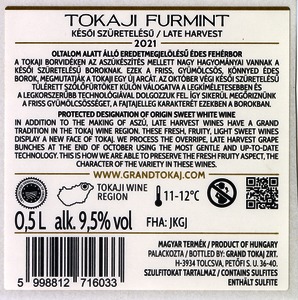 TOKAJI FURMINT
KÉSŐI SZÜRETELÉSŰ / LATE HARVEST
2021
OLTALOM ALATT ÁLLÓ EREDETMEGJELÖLÉSŰ ÉDES FEHÉRBOR
A TOKAJI BORVIDÉKEN AZ ASZÚKÉSZÍTÉS MELLETT NAGY HAGYOMÁNYAI VANNAK
A KÉSŐI SZÜRETELÉSŰ BOROKNAK. EZEK A FRISS, GYÜMÖLCSÖS, KÖNNYED ÉDES
BOROK, MEGMUTATJÁK A TOKAJ EGY ÚJ ARCÁT. AZ OKTÓBER VÉGI KÉSŐI SZÜRETELÉSŰ
TÚLÉRETT SZŐLŐFÜRTÖKET KÜLÖN VÁLOGATVA A LEGKÍMÉLETESEBBEN ÉS A
LEGKORSZERŰBB TECHNOLÓGIÁVAL DOLGOZZUK FEL. ÍGY SIKERÜL MEGŐRIZNÜNK
A FRISS GYÜMÖLCSÖSSÉGET, A FAJTAJELLEG KARAKTERÉT EZEKBEN A BOROKBAN.
PROTECTED DESIGNATION OF ORIGIN SWEET WHITE WINE
IN ADDITION TO THE MAKING OF ASZÚ, LATE HARVEST WINES HAVE A GRAND
TRADITION IN THE TOKAJ WINE REGION. THESE FRESH, FRUITY, LIGHT SWEET WINES
DISPLAY A NEW FACE OF TOKAJ. WE PROCESS THE OVERRIPE, LATE HARVEST GRAPE
BUNCHES AT THE END OF OCTOBER USING THE MOST GENTLE AND UP-TO-DATE
TECHNOLOGY. THIS IS HOW WE ARE ABLE TO PRESERVE THE FRESH FRUITY ASPECT, THE
CHARACTER OF THE VARIETY IN THESE WINES.
WWW.GRANDTOKAJ.COM
TOKAJ WINE
REGION
11-12°C
0,5 L alk. 9,5% vol
FHA: JKGJ
MAGYAR TERMÉK / PRODUCT OF HUNGARY
PALACKOZTA / BOTTLED BY: GRAND TOKAJ ZRT.
H-3934 TOLCSVA, PETŐFI S. U. 36-40.
SZULFITOKAT TARTALMAZ / CONTAINS SULFITES
ENTHÄLT SULFITE
5 998812 716033